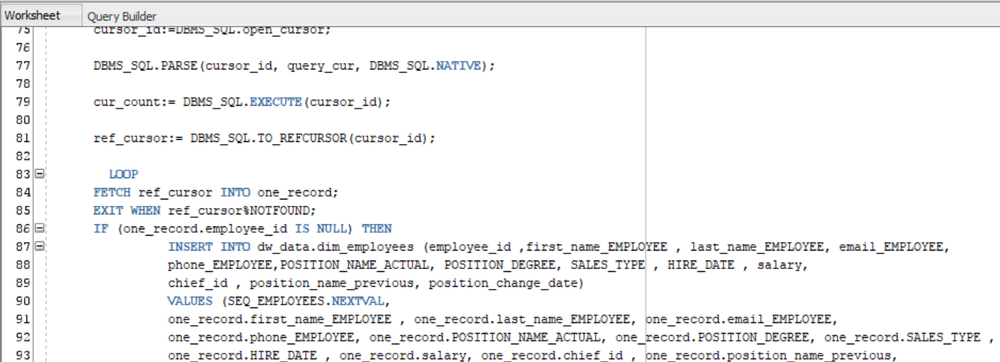 Worksheet Query Builder
75 cursor_id:=DBMS_SQL.open_cursor;
76
77 DBMS_SQL.PARSE(cursor_id, query_cur, DBMS_SQL.NATIVE);
78
79 cur_count:= DBMS_SQL.EXECUTE(cursor_id);
80
81 ref_cursor:= DBMS_SQL.TO_REFCURSOR(cursor_id);
82
83 LOOP
84 FETCH ref_cursor INTO one_record;
85 EXIT WHEN ref_cursor%NOTFOUND;
86 IF (one_record.employee_id IS NULL) THEN
87 INSERT INTO dw_data.dim_employees (employee_id ,first_name_EMPLOYEE , last_name_EMPLOYEE, email_EMPLOYEE,
88 phone_EMPLOYEE,POSITION_NAME_ACTUAL, POSITION_DEGREE, SALES_TYPE , HIRE_DATE , salary,
89 chief_id , position_name_previous, position_change_date)
90 VALUES (SEQ_EMPLOYEES.NEXTVAL,
91 one_record.first_name_EMPLOYEE , one_record.last_name_EMPLOYEE, one_record.email_EMPLOYEE,
92 one_record.phone_EMPLOYEE, one_record.POSITION_NAME_ACTUAL, one_record.POSITION_DEGREE, one_record.SALES_TYPE ,
93 one_record.HIRE_DATE , one_record.salary, one_record.chief_id , one_record.position_name_previous,